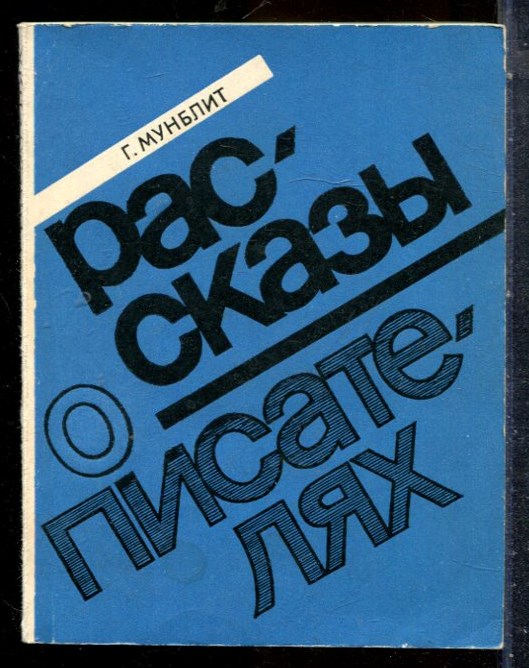 Г. МУНБЛИТ
рас-
сказы
о
писате-
лях